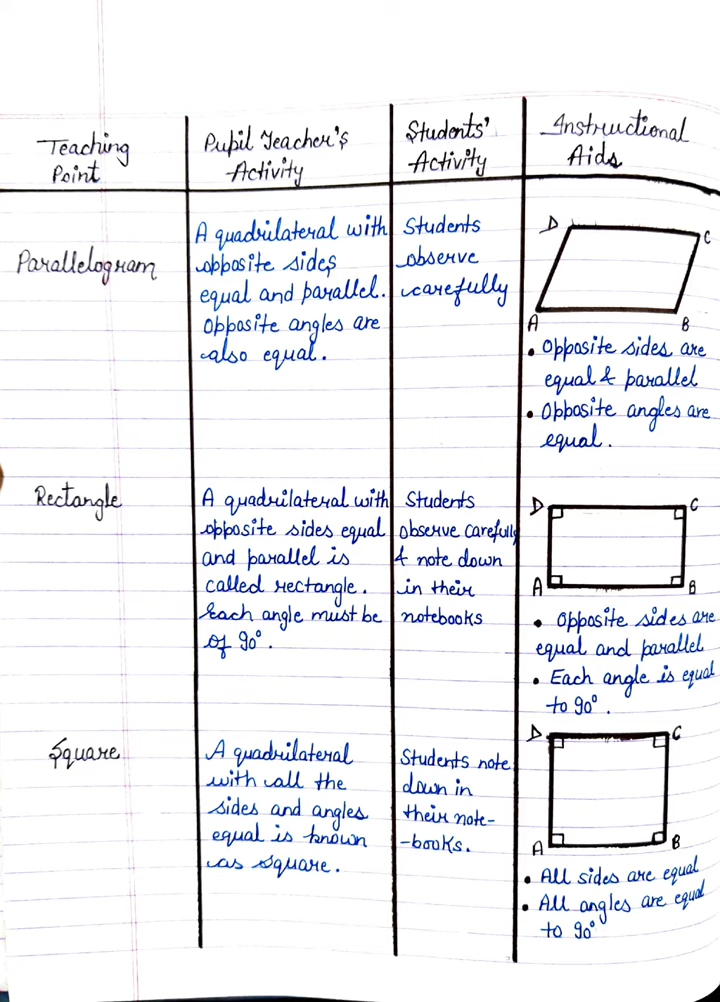 Teaching
Point
Pupil Teacher's
Activity
Students'
Activity
Instructional
Aids
Parallelogram
A quadrilateral with
opposite sides
equal and parallel.
Opposite angles are
also equal.
Students
observe
carefully
D
C
A
B
• Opposite sides are
equal & parallel
• Opposite angles are
equal.
Rectangle
A quadrilateral with
opposite sides equal
and parallel is
called rectangle.
Each angle must be
of 90°.
Students
observe carefully
& note down
in their
notebooks
D
C
A
B
• Opposite sides are
equal and parallel
• Each angle is equal
to 90°.
Square
A quadrilateral
with all the
sides and angles
equal is known
as square.
Students note
down in
their note-
-books.
D
C
A
B
• All sides are equal
• All angles are equal
to 90°